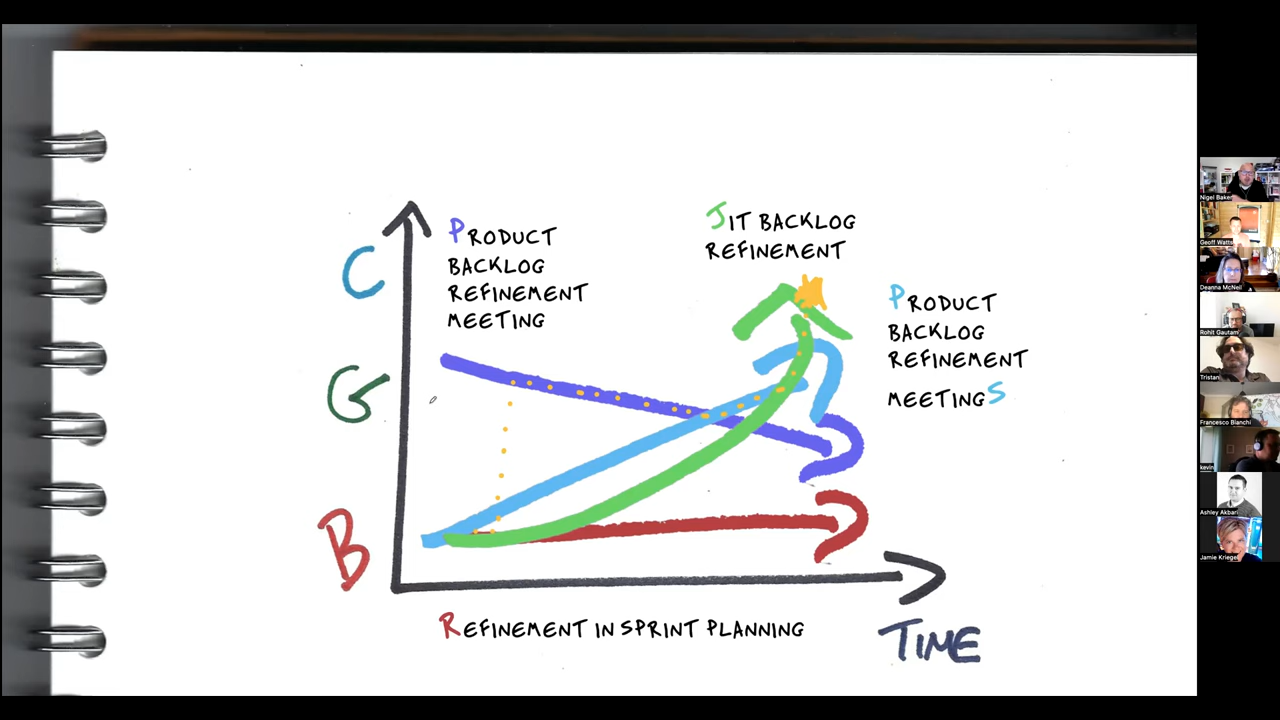 C
G
B
PRODUCT
BACKLOG
REFINEMENT
MEETING
JIT BACKLOG
REFINEMENT
PRODUCT
BACKLOG
REFINEMENT
MEETINGS
REFINEMENT IN SPRINT PLANNING
TIME
Nigel Baker
Geoff Watts
Deanna McNeil
Rohit Gautam
Tristan
Francesco Bianchi
kevin
Ashley Akbari
Jamie Kriegel